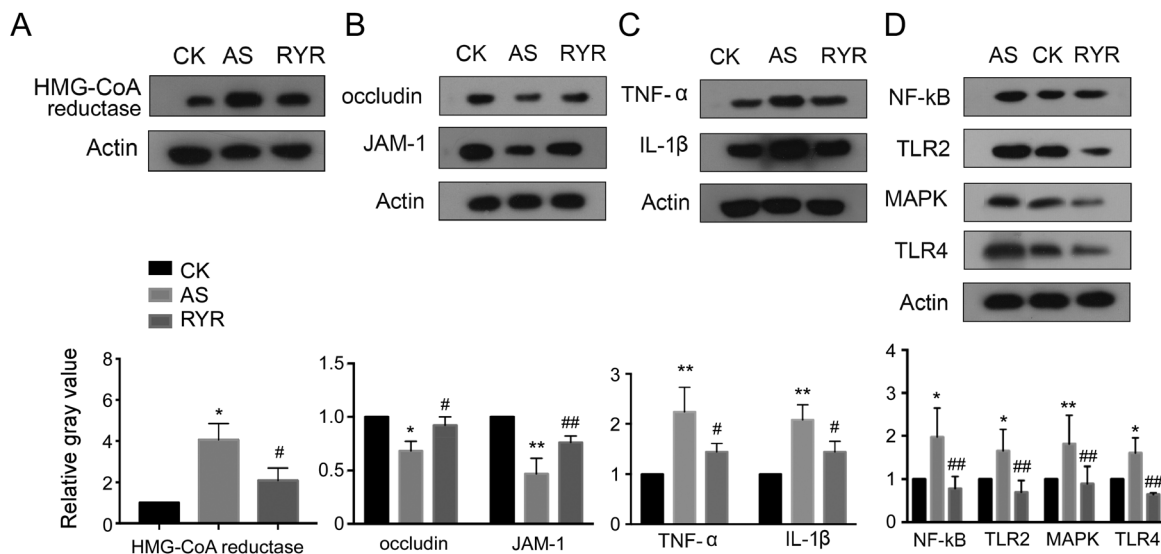 A
CK AS RYR
HMG-CoA
reductase
Actin
B
CK AS RYR
occludin
JAM-1
Actin
C
CK AS RYR
TNF- α
IL-1β
Actin
D
AS CK RYR
NF-kB
TLR2
MAPK
TLR4
Actin
CK
AS
RYR
Relative gray value
8
6
4
2
0
* #
HMG-CoA reductase
1.5
1.0
0.5
0.0
* # ** ##
occludin JAM-1
3
2
1
0
** # ** #
TNF- α IL-1β
4
3
2
1
0
* ## * ## ** ## * ##
NF-kB TLR2 MAPK TLR4